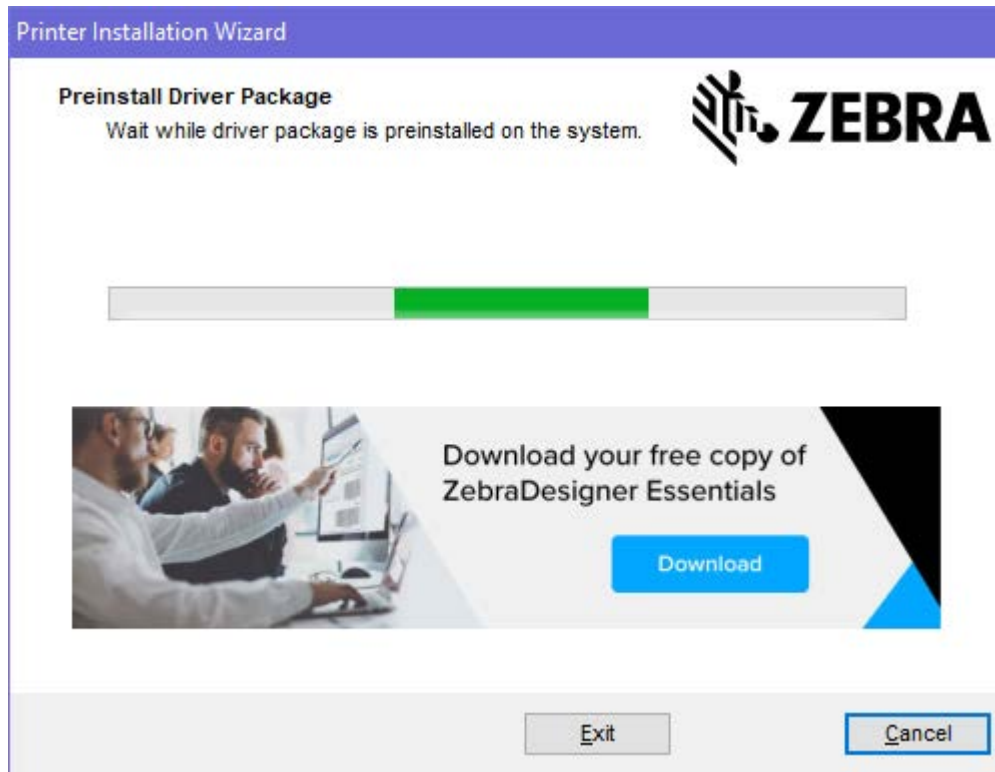 Printer Installation Wizard
Preinstall Driver Package
Wait while driver package is preinstalled on the system.
ZEBRA
Download your free copy of
ZebraDesigner Essentials
Download
Exit
Cancel